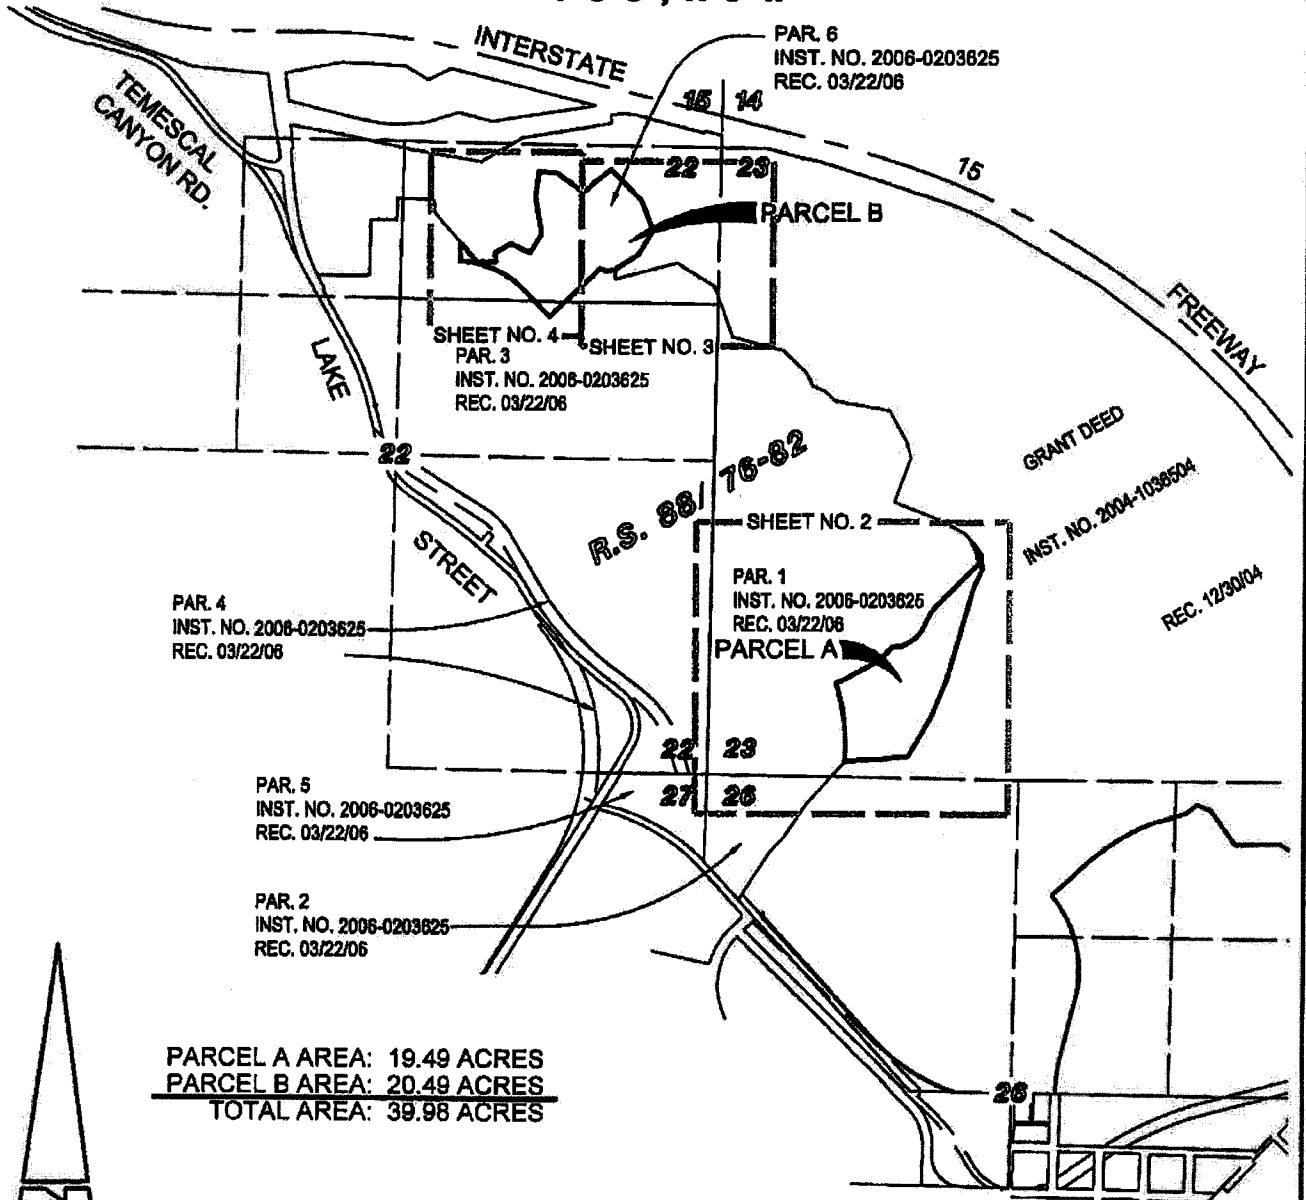 INTERSTATE
PAR. 6
INST. NO. 2006-0203625
REC. 03/22/06
15 14
TEMESCAL
CANYON RD.
15
22 23
PARCEL B
FREEWAY
SHEET NO. 4
SHEET NO. 3
PAR. 3
INST. NO. 2006-0203625
REC. 03/22/06
LAKE
22
GRANT DEED
INST. NO. 2004-1036504
REC. 12/30/04
R.S. 88/ 76-82
SHEET NO. 2
STREET
PAR. 1
INST. NO. 2006-0203625
REC. 03/22/06
PARCEL A
PAR. 4
INST. NO. 2006-0203625
REC. 03/22/06
22 23
27 26
PAR. 5
INST. NO. 2006-0203625
REC. 03/22/06
PAR. 2
INST. NO. 2006-0203625
REC. 03/22/06
PARCEL A AREA: 19.49 ACRES
PARCEL B AREA: 20.49 ACRES
TOTAL AREA: 39.98 ACRES
26